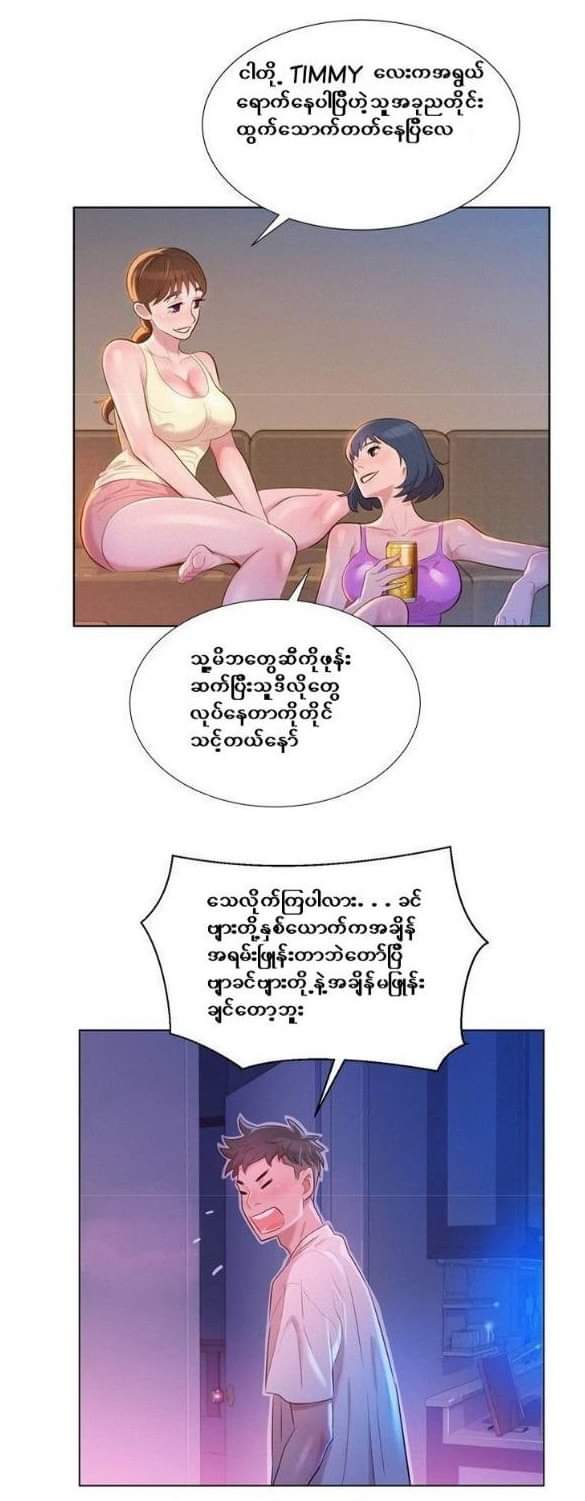 ငါတို့ TIMMY လေးကအရွယ်
ရောက်နေပါပြီဟဲ့သူအခုညတိုင်း
ထွက်သောက်တတ်နေပြီလေ
သူ့မိဘတွေဆီကိုဖုန်း
ဆက်ပြီးသူဒီလိုတွေ
လုပ်နေတာကိုတိုင်
သင့်တယ်နော်
သေလိုက်ကြပါလား...ခင်
ဗျားတို့နှစ်ယောက်ကအချိန်
အရမ်းဖြုန်းတာဘဲတော်ပြီ
ဗျာခင်ဗျားတို့နဲ့အချိန်မဖြုန်း
ချင်တော့ဘူး